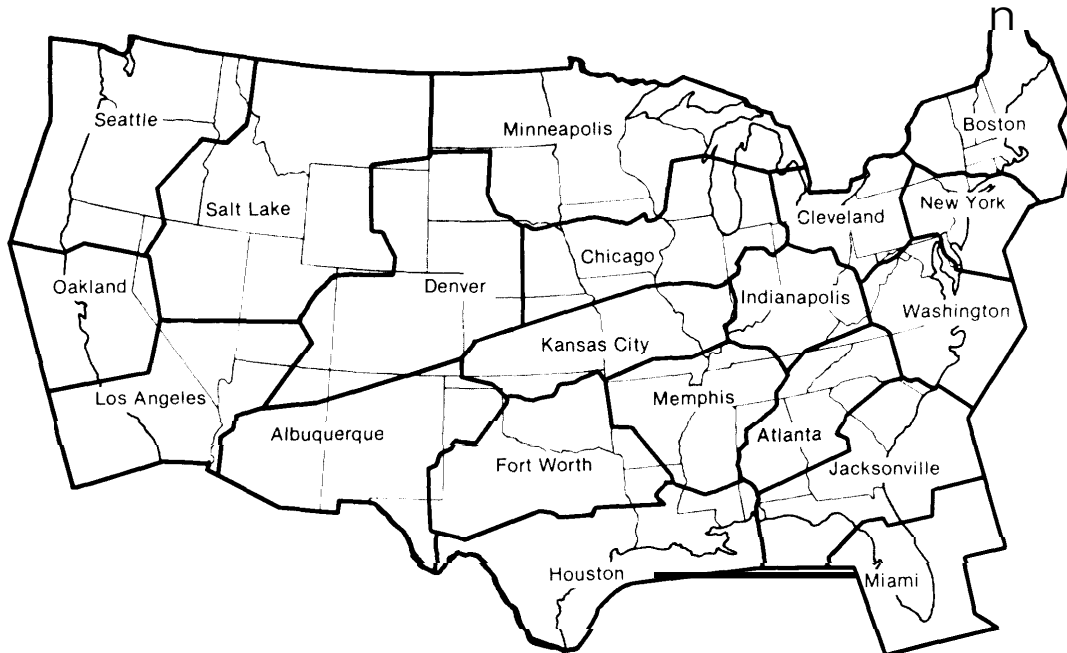 n
Seattle
Minneapolis
Boston
Salt Lake
Cleveland
New York
Chicago
Oakland
Denver
Indianapolis
Washington
Kansas City
Los Angeles
Memphis
Albuquerque
Atlanta
Fort Worth
Jacksonville
Houston
Miami